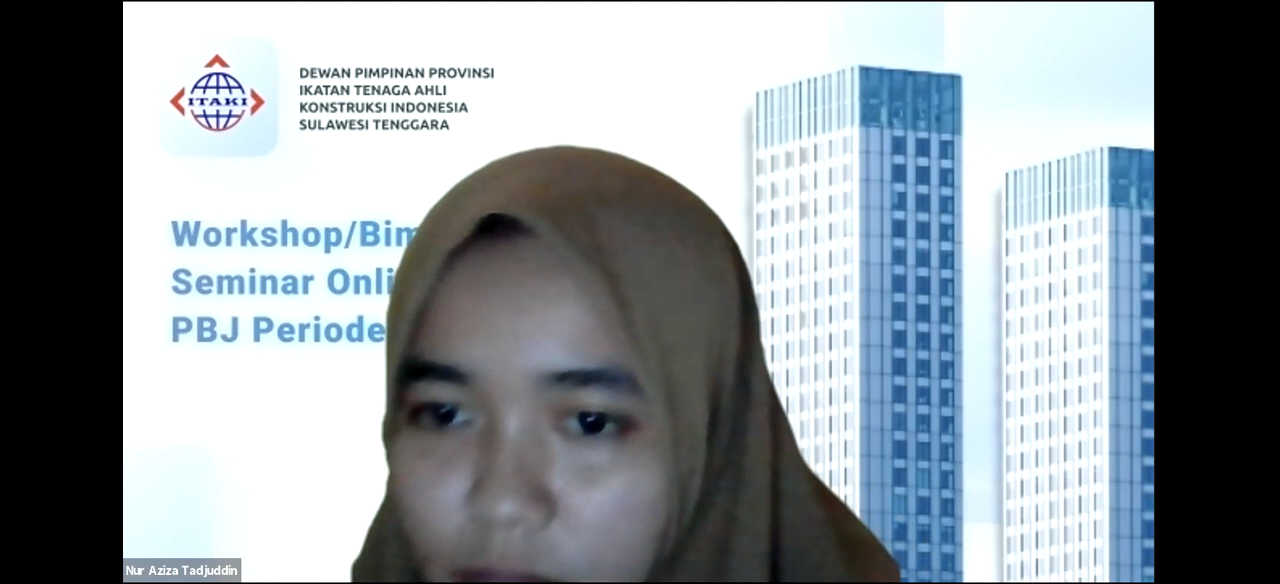 ITAKI
DEWAN PIMPINAN PROVINSI
IKATAN TENAGA AHLI
KONSTRUKSI INDONESIA
SULAWESI TENGGARA
Workshop/Bim
Seminar Onli
PBJ Periode
Nur Aziza Tadjuddin